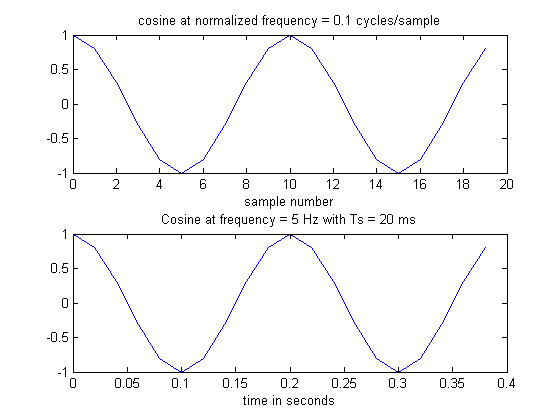 cosine at normalized frequency = 0.1 cycles/sample
1
0.5
0
-0.5
-1
0 2 4 6 8 10 12 14 16 18 20
sample number
Cosine at frequency = 5 Hz with Ts = 20 ms
1
0.5
0
-0.5
-1
0 0.05 0.1 0.15 0.2 0.25 0.3 0.35 0.4
time in seconds